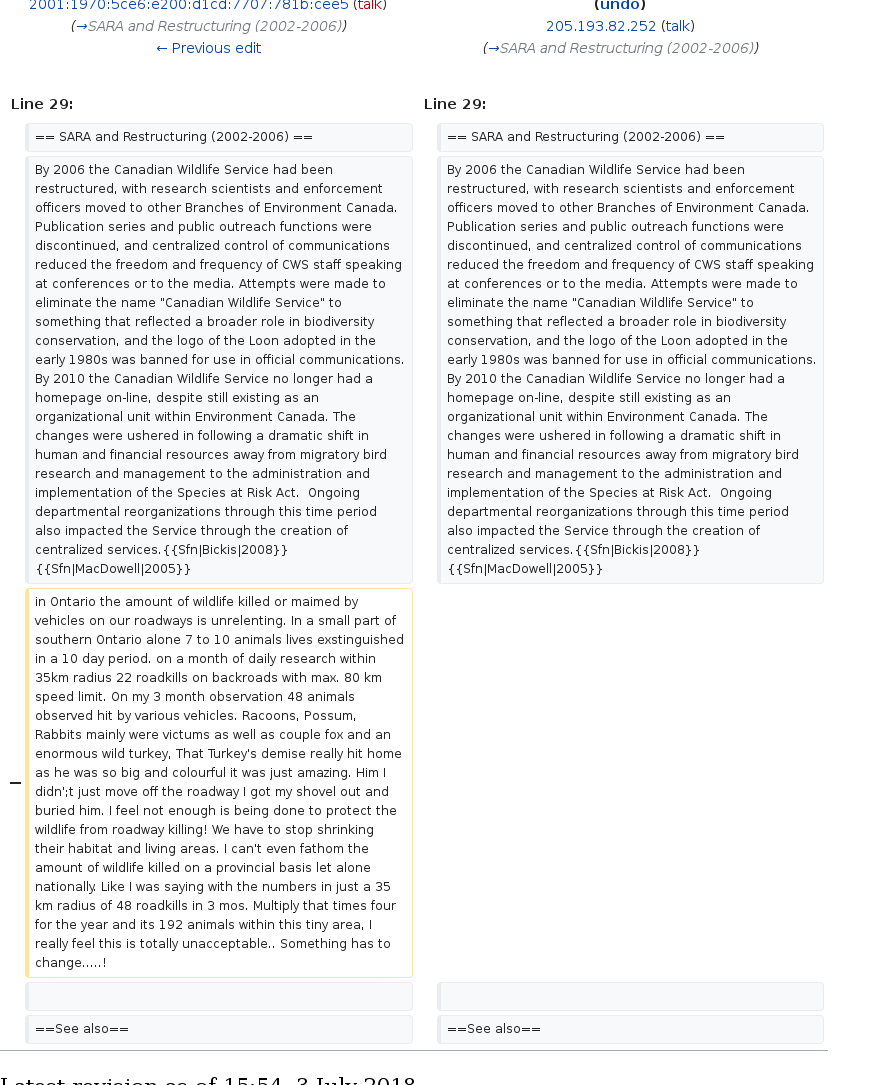 2001:1970:5ce6:e200:d1cd:7707:781b:cee5 (talk)
(→SARA and Restructuring (2002-2006))
← Previous edit
(undo)
205.193.82.252 (talk)
(→SARA and Restructuring (2002-2006))
Line 29:
Line 29:
== SARA and Restructuring (2002-2006) ==
== SARA and Restructuring (2002-2006) ==
By 2006 the Canadian Wildlife Service had been
restructured, with research scientists and enforcement
officers moved to other Branches of Environment Canada.
Publication series and public outreach functions were
discontinued, and centralized control of communications
reduced the freedom and frequency of CWS staff speaking
at conferences or to the media. Attempts were made to
eliminate the name "Canadian Wildlife Service" to
something that reflected a broader role in biodiversity
conservation, and the logo of the Loon adopted in the
early 1980s was banned for use in official communications.
By 2010 the Canadian Wildlife Service no longer had a
homepage on-line, despite still existing as an
organizational unit within Environment Canada. The
changes were ushered in following a dramatic shift in
human and financial resources away from migratory bird
research and management to the administration and
implementation of the Species at Risk Act.  Ongoing
departmental reorganizations through this time period
also impacted the Service through the creation of
centralized services.{{Sfn|Bickis|2008}}
{{Sfn|MacDowell|2005}}
By 2006 the Canadian Wildlife Service had been
restructured, with research scientists and enforcement
officers moved to other Branches of Environment Canada.
Publication series and public outreach functions were
discontinued, and centralized control of communications
reduced the freedom and frequency of CWS staff speaking
at conferences or to the media. Attempts were made to
eliminate the name "Canadian Wildlife Service" to
something that reflected a broader role in biodiversity
conservation, and the logo of the Loon adopted in the
early 1980s was banned for use in official communications.
By 2010 the Canadian Wildlife Service no longer had a
homepage on-line, despite still existing as an
organizational unit within Environment Canada. The
changes were ushered in following a dramatic shift in
human and financial resources away from migratory bird
research and management to the administration and
implementation of the Species at Risk Act.  Ongoing
departmental reorganizations through this time period
also impacted the Service through the creation of
centralized services.{{Sfn|Bickis|2008}}
{{Sfn|MacDowell|2005}}
−
in Ontario the amount of wildlife killed or maimed by
vehicles on our roadways is unrelenting. In a small part of
southern Ontario alone 7 to 10 animals lives exstinguished
in a 10 day period. on a month of daily research within
35km radius 22 roadkills on backroads with max. 80 km
speed limit. On my 3 month observation 48 animals
observed hit by various vehicles. Racoons, Possum,
Rabbits mainly were victums as well as couple fox and an
enormous wild turkey, That Turkey's demise really hit home
as he was so big and colourful it was just amazing. Him I
didn';t just move off the roadway I got my shovel out and
buried him. I feel not enough is being done to protect the
wildlife from roadway killing! We have to stop shrinking
their habitat and living areas. I can't even fathom the
amount of wildlife killed on a provincial basis let alone
nationally. Like I was saying with the numbers in just a 35
km radius of 48 roadkills in 3 mos. Multiply that times four
for the year and its 192 animals within this tiny area, I
really feel this is totally unacceptable.. Something has to
change.....!
==See also==
==See also==
Latest revision as of 15:54, 3 July 2018